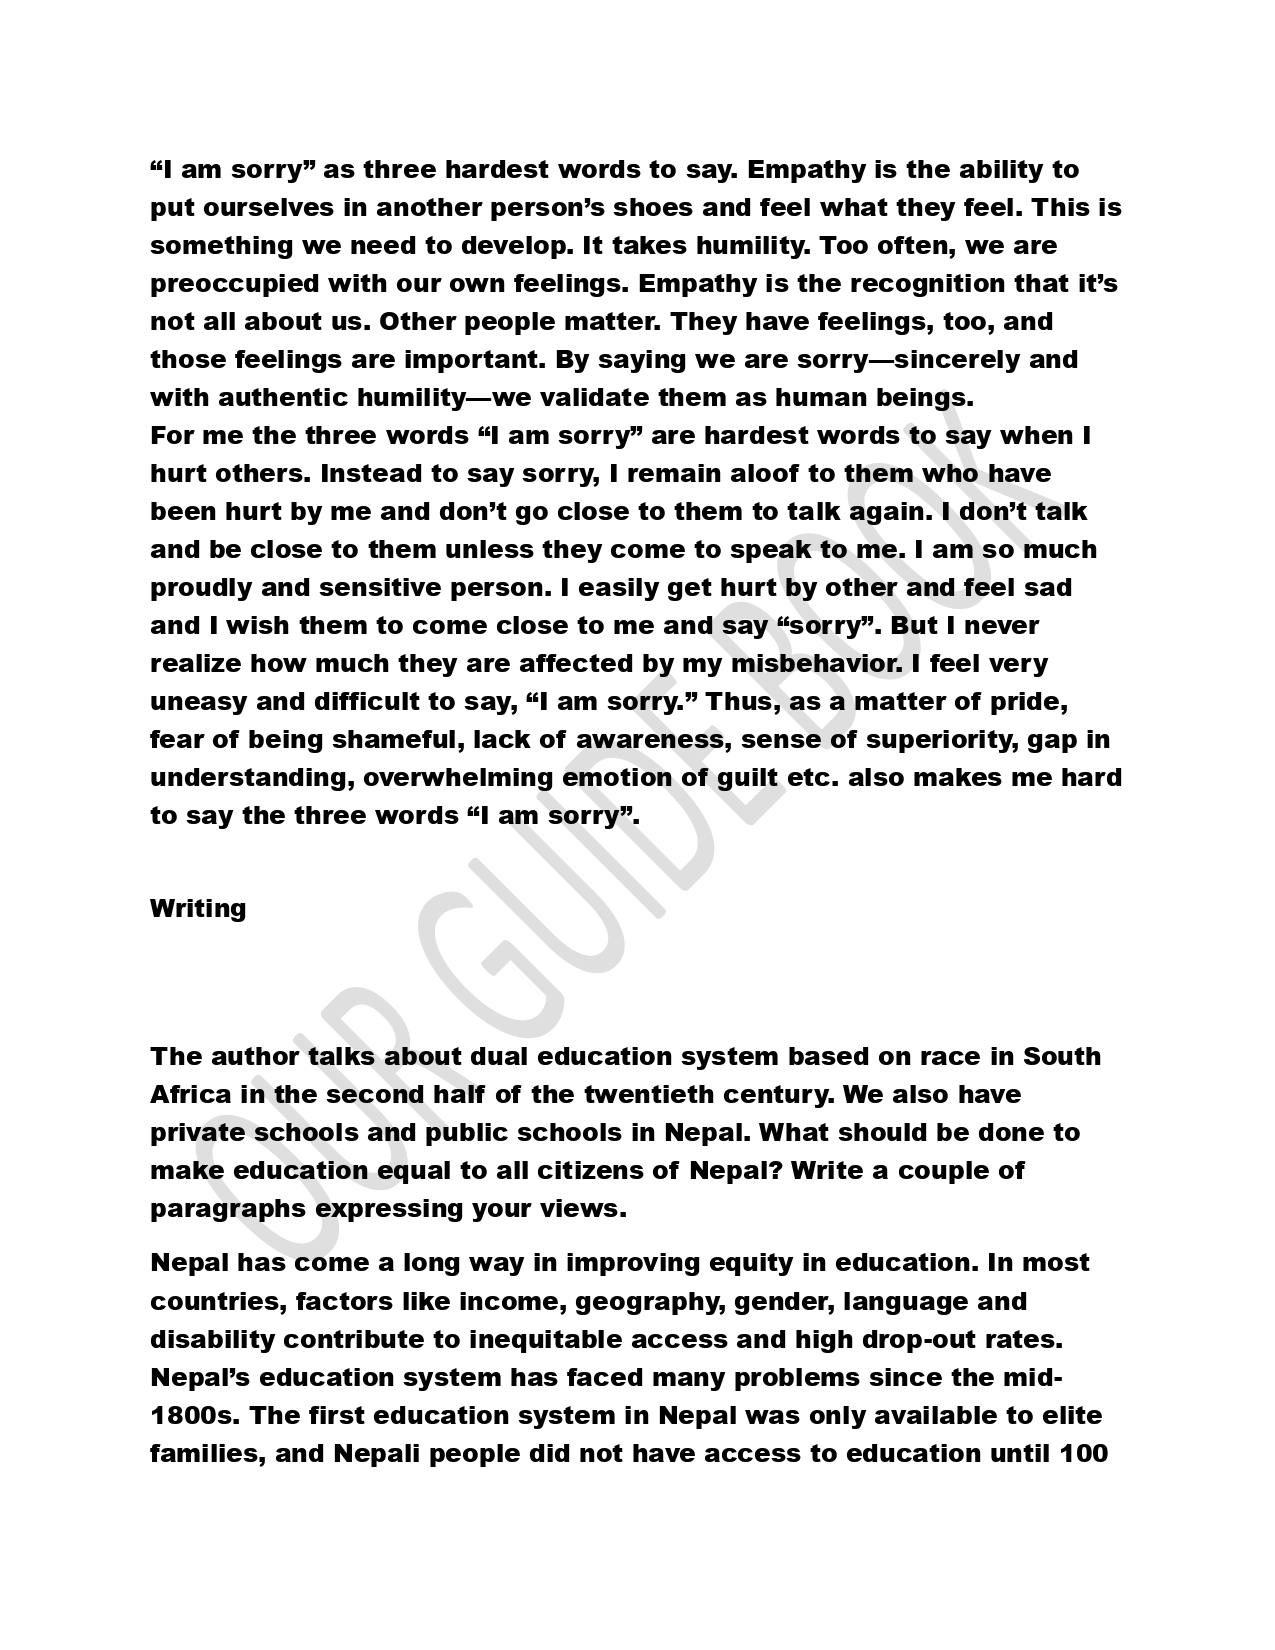 “I am sorry” as three hardest words to say. Empathy is the ability to
put ourselves in another person’s shoes and feel what they feel. This is
something we need to develop. It takes humility. Too often, we are
preoccupied with our own feelings. Empathy is the recognition that it’s
not all about us. Other people matter. They have feelings, too, and
those feelings are important. By saying we are sorry—sincerely and
with authentic humility—we validate them as human beings.
For me the three words “I am sorry” are hardest words to say when I
hurt others. Instead to say sorry, I remain aloof to them who have
been hurt by me and don’t go close to them to talk again. I don’t talk
and be close to them unless they come to speak to me. I am so much
proudly and sensitive person. I easily get hurt by other and feel sad
and I wish them to come close to me and say “sorry”. But I never
realize how much they are affected by my misbehavior. I feel very
uneasy and difficult to say, “I am sorry.” Thus, as a matter of pride,
fear of being shameful, lack of awareness, sense of superiority, gap in
understanding, overwhelming emotion of guilt etc. also makes me hard
to say the three words “I am sorry”.
Writing
The author talks about dual education system based on race in South
Africa in the second half of the twentieth century. We also have
private schools and public schools in Nepal. What should be done to
make education equal to all citizens of Nepal? Write a couple of
paragraphs expressing your views.
Nepal has come a long way in improving equity in education. In most
countries, factors like income, geography, gender, language and
disability contribute to inequitable access and high drop-out rates.
Nepal’s education system has faced many problems since the mid-
1800s. The first education system in Nepal was only available to elite
families, and Nepali people did not have access to education until 100
OUR GUIDE BOOK